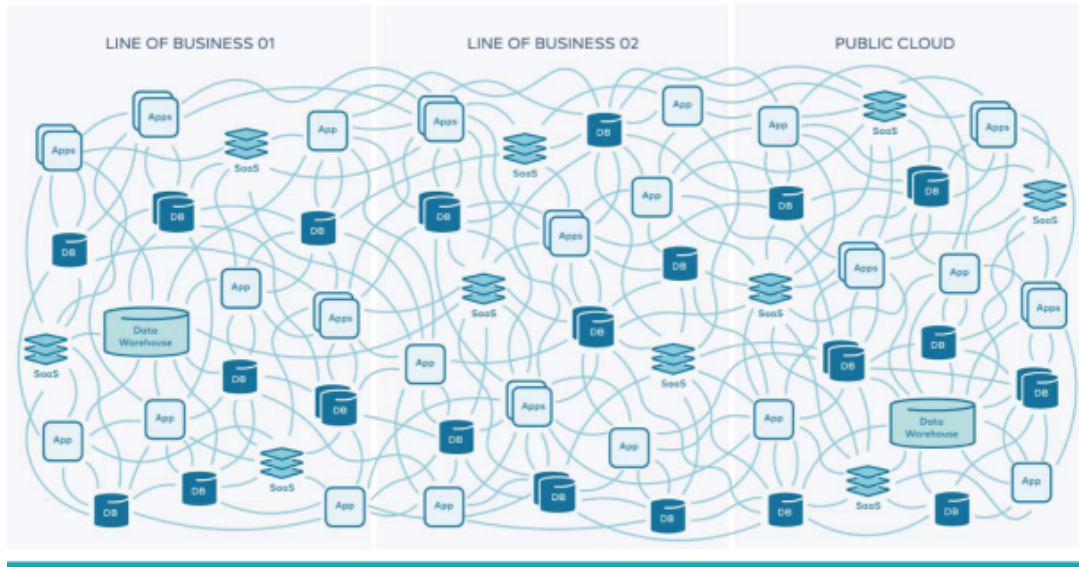 LINE OF BUSINESS 01
LINE OF BUSINESS 02
PUBLIC CLOUD
Apps
Apps
SaaS
App
DB
DB
DB
App
Apps
Data
Warehouse
SaaS
DB
DB
App
App
SaaS
DB
DB
App
Apps
SaaS
DB
App
DB
App
Apps
DB
SaaS
DB
App
SaaS
Apps
DB
App
DB
App
DB
App
SaaS
Apps
DB
DB
SaaS
Apps
App
SaaS
Apps
DB
DB
DB
App
Data
Warehouse
SaaS
App
DB
DB